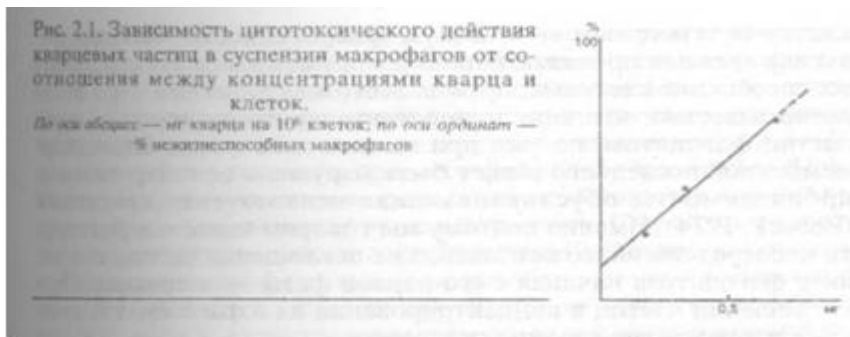 Рис. 2.1. Зависимость цитотоксического действия
кварцевых частиц в суспензии макрофагов от со-
отношения между концентрациями кварца и
клеток.
По оси абсцисс — мг кварца на 10⁶ клеток; по оси ординат —
% нежизнеспособных макрофагов
%
100
0,5
мг